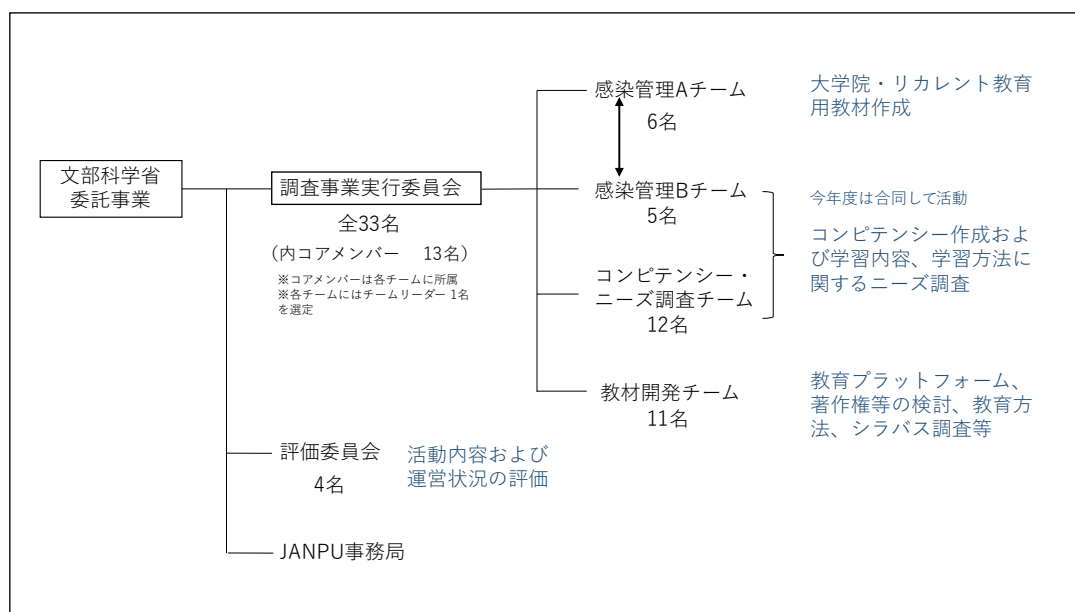 文部科学省
委託事業
調査事業実行委員会
全33名
（内コアメンバー　13名）
※コアメンバーは各チームに所属
※各チームにはチームリーダー 1名
を選定
感染管理Aチーム
6名
大学院・リカレント教育
用教材作成
感染管理Bチーム
5名
コンピテンシー・
ニーズ調査チーム
12名
今年度は合同して活動
コンピテンシー作成およ
び学習内容、学習方法に
関するニーズ調査
教材開発チーム
11名
教育プラットフォーム、
著作権等の検討、教育方
法、シラバス調査等
評価委員会
4名
活動内容および
運営状況の評価
JANPU事務局